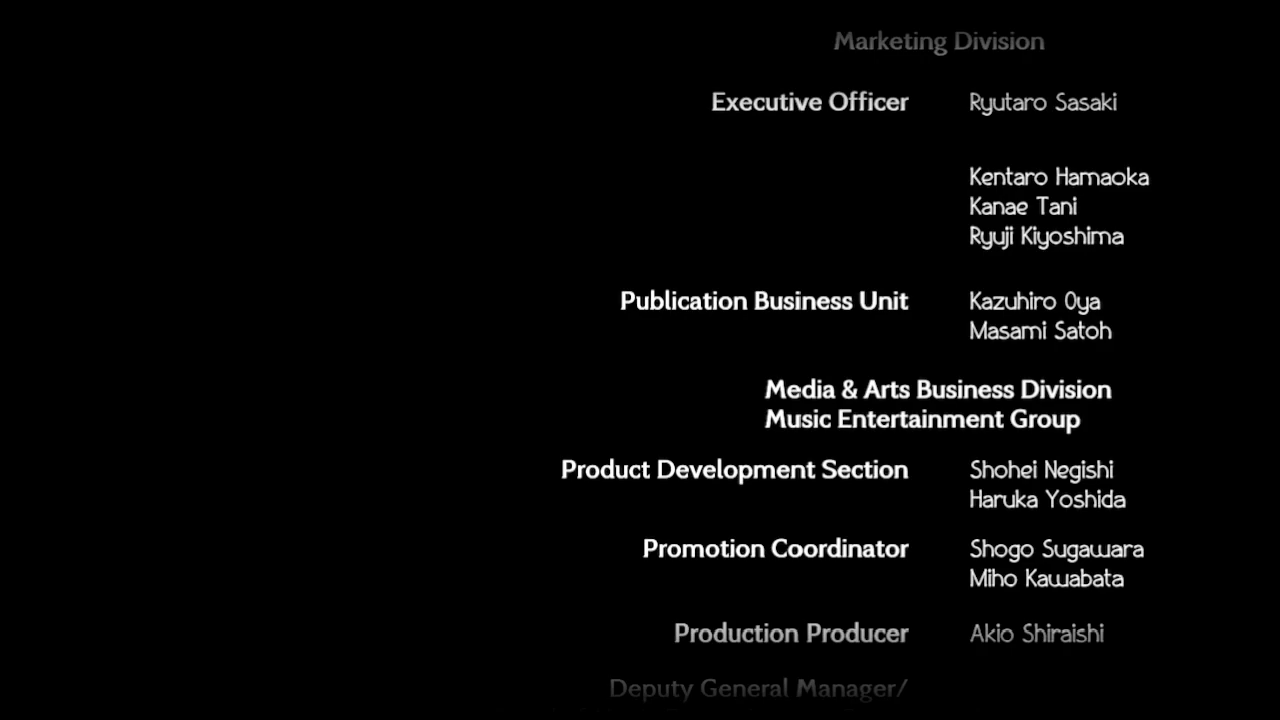 Marketing Division
Executive Officer Ryutaro Sasaki
Kentaro Hamaoka
Kanae Tani
Ryuji Kiyoshima
Publication Business Unit Kazuhiro Oya
Masami Satoh
Media & Arts Business Division
Music Entertainment Group
Product Development Section Shohei Negishi
Haruka Yoshida
Promotion Coordinator Shogo Sugawara
Miho Kawabata
Production Producer Akio Shiraishi
Deputy General Manager/